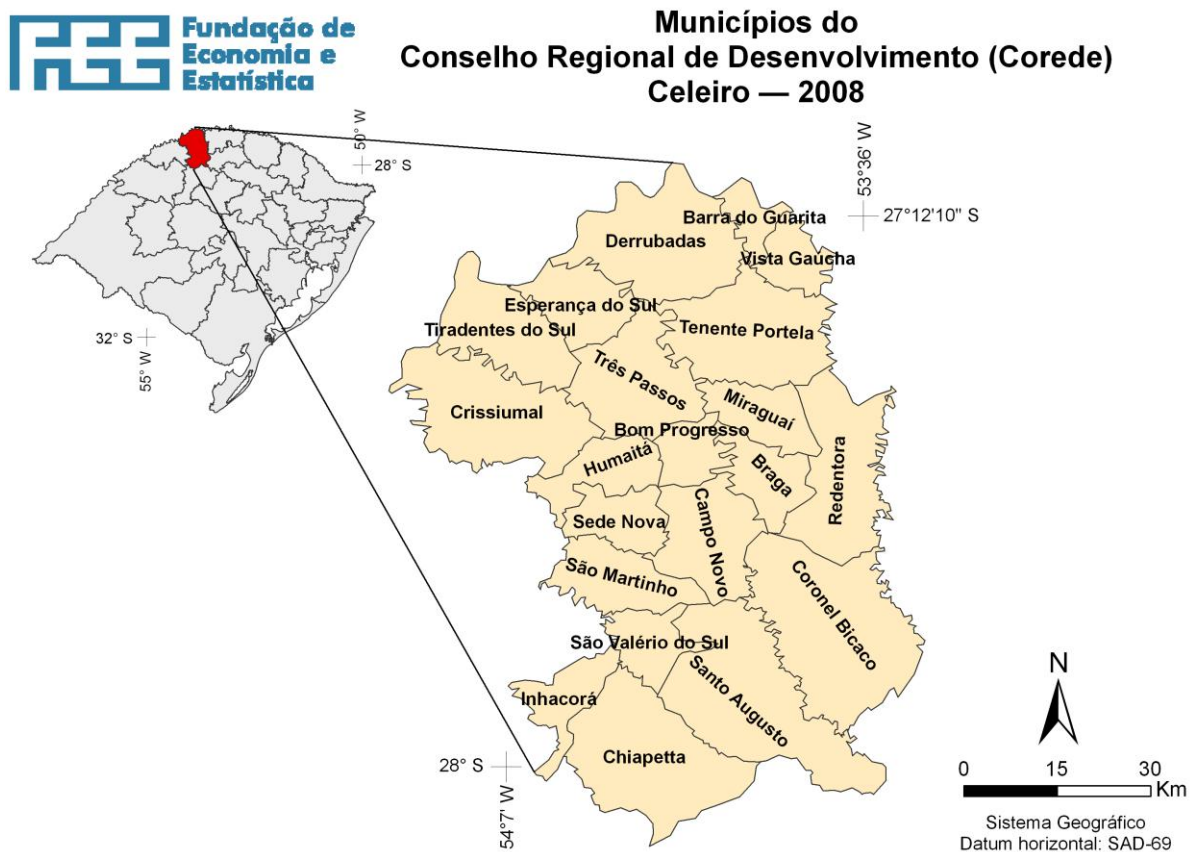 FEE
Fundação de
Economia e
Estatística
Municípios do
Conselho Regional de Desenvolvimento (Corede)
Celeiro — 2008
50° W
28° S
32° S
55° W
53°36' W
27°12'10" S
Barra do Guarita
Derrubadas
Vista Gaucha
Esperança do Sul
Tiradentes do Sul
Tenente Portela
Três Passos
Crissiumal
Miraguaí
Bom Progresso
Humaitá
Braga
Redentora
Sede Nova
Campo Novo
São Martinho
Coronel Bicaco
São Valério do Sul
Santo Augusto
Inhacorá
Chiapetta
28° S
54°7' W
N
0 15 30
Km
Sistema Geográfico
Datum horizontal: SAD-69